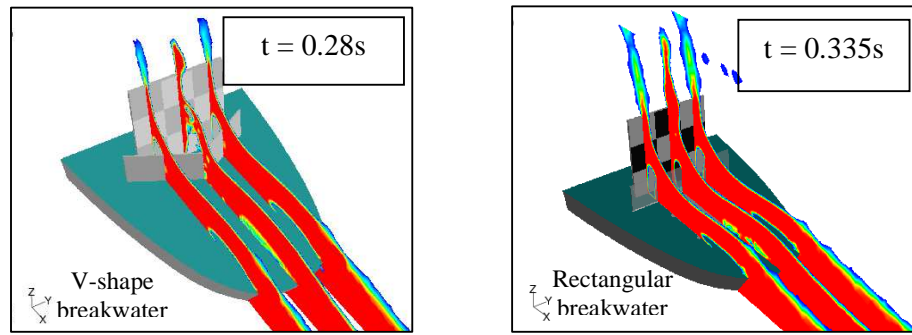 t = 0.28s
V-shape
breakwater
Z
Y
X
t = 0.335s
Rectangular
breakwater
Z
Y
X